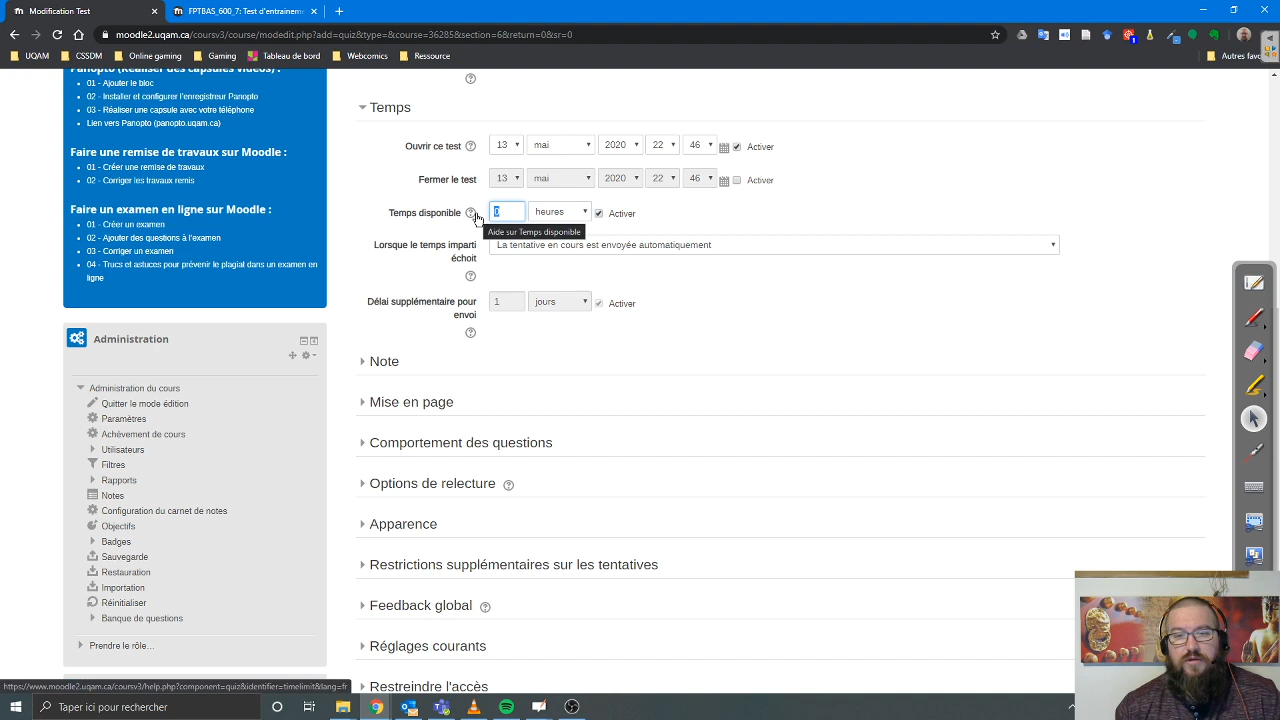 Modification Test
FPTBAS_600_7: Test d'entraîneme
moodle2.uqam.ca/coursv3/course/modedit.php?add=quiz&type=&course=36285&section=6&return=0&sr=0
UQAM
CSSDM
Online gaming
Gaming
Tableau de bord
Webcomics
Ressource
Autres favo
Panopto (Réaliser des capsules vidéos) :
01 - Ajouter le bloc
02 - Installer et configurer l'enregistreur Panopto
03 - Réaliser une capsule avec votre téléphone
Lien vers Panopto (panopto.uqam.ca)
Faire une remise de travaux sur Moodle :
01 - Créer une remise de travaux
02 - Corriger les travaux remis
Faire un examen en ligne sur Moodle :
01 - Créer un examen
02 - Ajouter des questions à l'examen
03 - Corriger un examen
04 - Trucs et astuces pour prévenir le plagiat dans un examen en
ligne
Administration
Administration du cours
Quitter le mode édition
Paramètres
Achèvement de cours
Utilisateurs
Filtres
Rapports
Notes
Configuration du carnet de notes
Objectifs
Badges
Sauvegarde
Restauration
Importation
Réinitialiser
Banque de questions
Prendre le rôle…
Temps
Ouvrir ce test 13 mai 2020 22 46 Activer
Fermer le test 13 mai 2020 22 46 Activer
Temps disponible 0 heures Activer
Aide sur Temps disponible
Lorsque le temps imparti La tentative en cours est envoyée automatiquement
échoit
Délai supplémentaire pour 1 jours Activer
envoi
Note
Mise en page
Comportement des questions
Options de relecture
Apparence
Restrictions supplémentaires sur les tentatives
Feedback global
Réglages courants
Restreindre l'accès
https://www.moodle2.uqam.ca/coursv3/help.php?component=quiz&identifier=timelimit&lang=fr
Taper ici pour rechercher